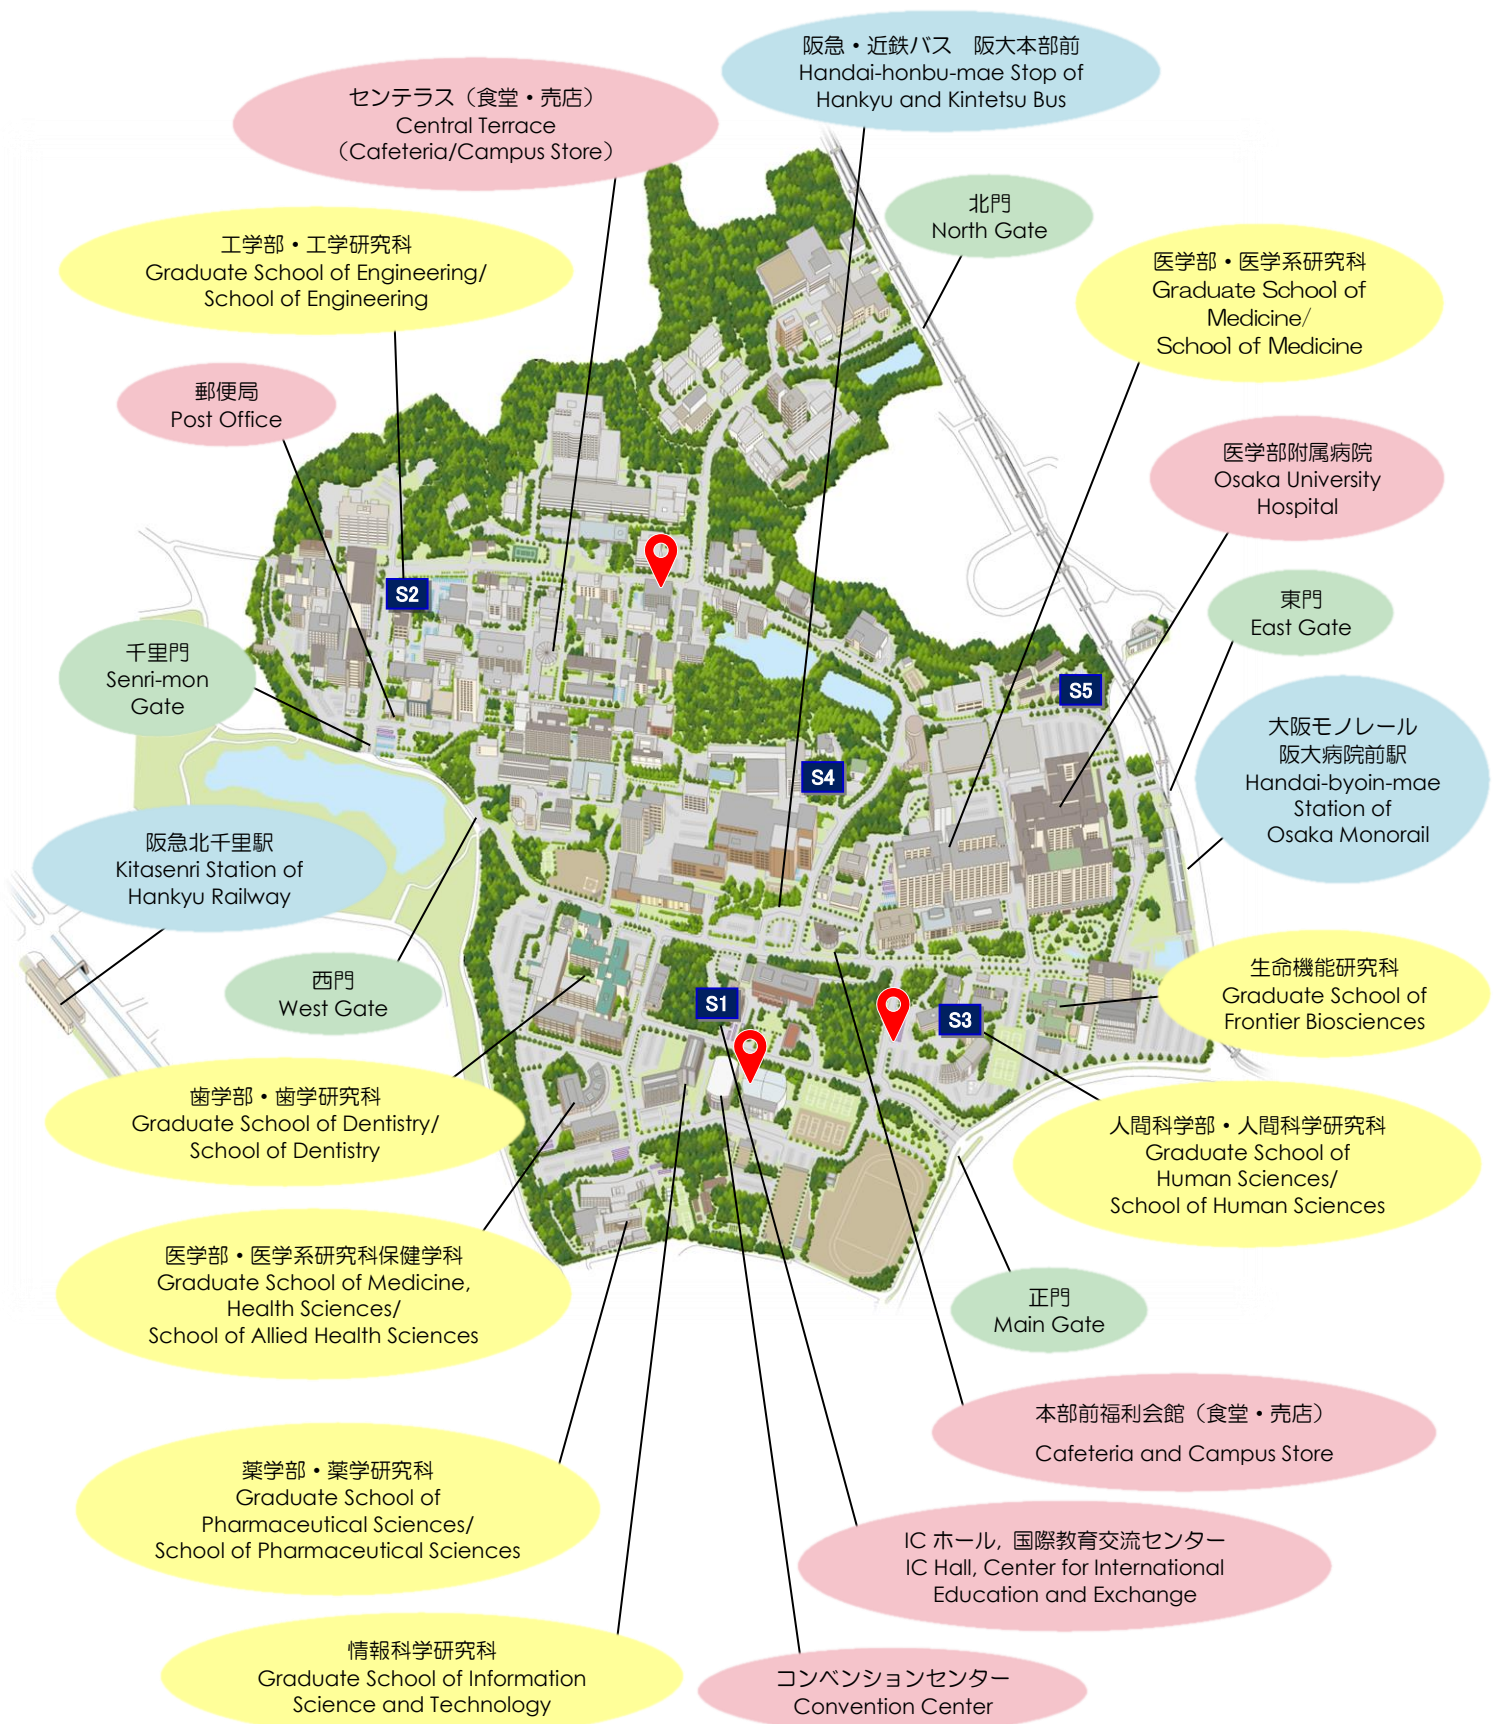 阪急・近鉄バス　阪大本部前
Handai-honbu-mae Stop of
Hankyu and Kintetsu Bus
センテラス（食堂・売店）
Central Terrace
（Cafeteria/Campus Store）
北門
North Gate
工学部・工学研究科
Graduate School of Engineering/
School of Engineering
医学部・医学系研究科
Graduate School of
Medicine/
School of Medicine
郵便局
Post Office
医学部附属病院
Osaka University
Hospital
S2
東門
East Gate
千里門
Senri-mon
Gate
S5
大阪モノレール
阪大病院前駅
Handai-byoin-mae
Station of
Osaka Monorail
S4
阪急北千里駅
Kitasenri Station of
Hankyu Railway
西門
West Gate
生命機能研究科
Graduate School of
Frontier Biosciences
S1
S3
歯学部・歯学研究科
Graduate School of Dentistry/
School of Dentistry
人間科学部・人間科学研究科
Graduate School of
Human Sciences/
School of Human Sciences
医学部・医学系研究科保健学科
Graduate School of Medicine,
Health Sciences/
School of Allied Health Sciences
正門
Main Gate
本部前福利会館（食堂・売店）
Cafeteria and Campus Store
薬学部・薬学研究科
Graduate School of
Pharmaceutical Sciences/
School of Pharmaceutical Sciences
IC ホール, 国際教育交流センター
IC Hall, Center for International
Education and Exchange
情報科学研究科
Graduate School of Information
Science and Technology
コンベンションセンター
Convention Center